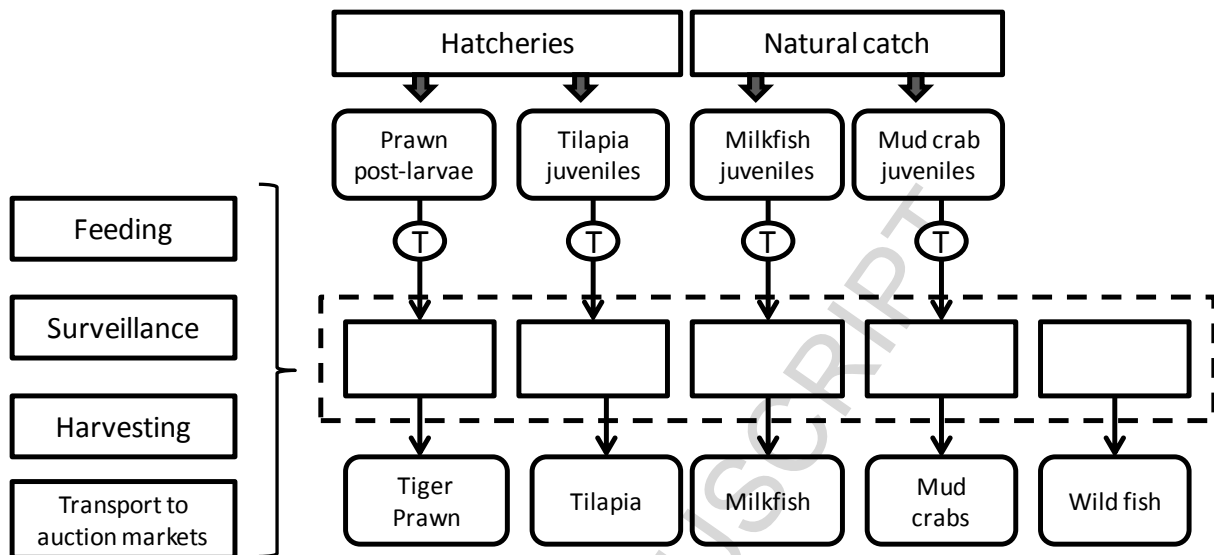 Hatcheries
Natural catch
Prawn
post-larvae
Tilapia
juveniles
Milkfish
juveniles
Mud crab
juveniles
T
T
T
T
Feeding
Surveillance
Harvesting
Transport to
auction markets
Tiger
Prawn
Tilapia
Milkfish
Mud
crabs
Wild fish
USCRIPT